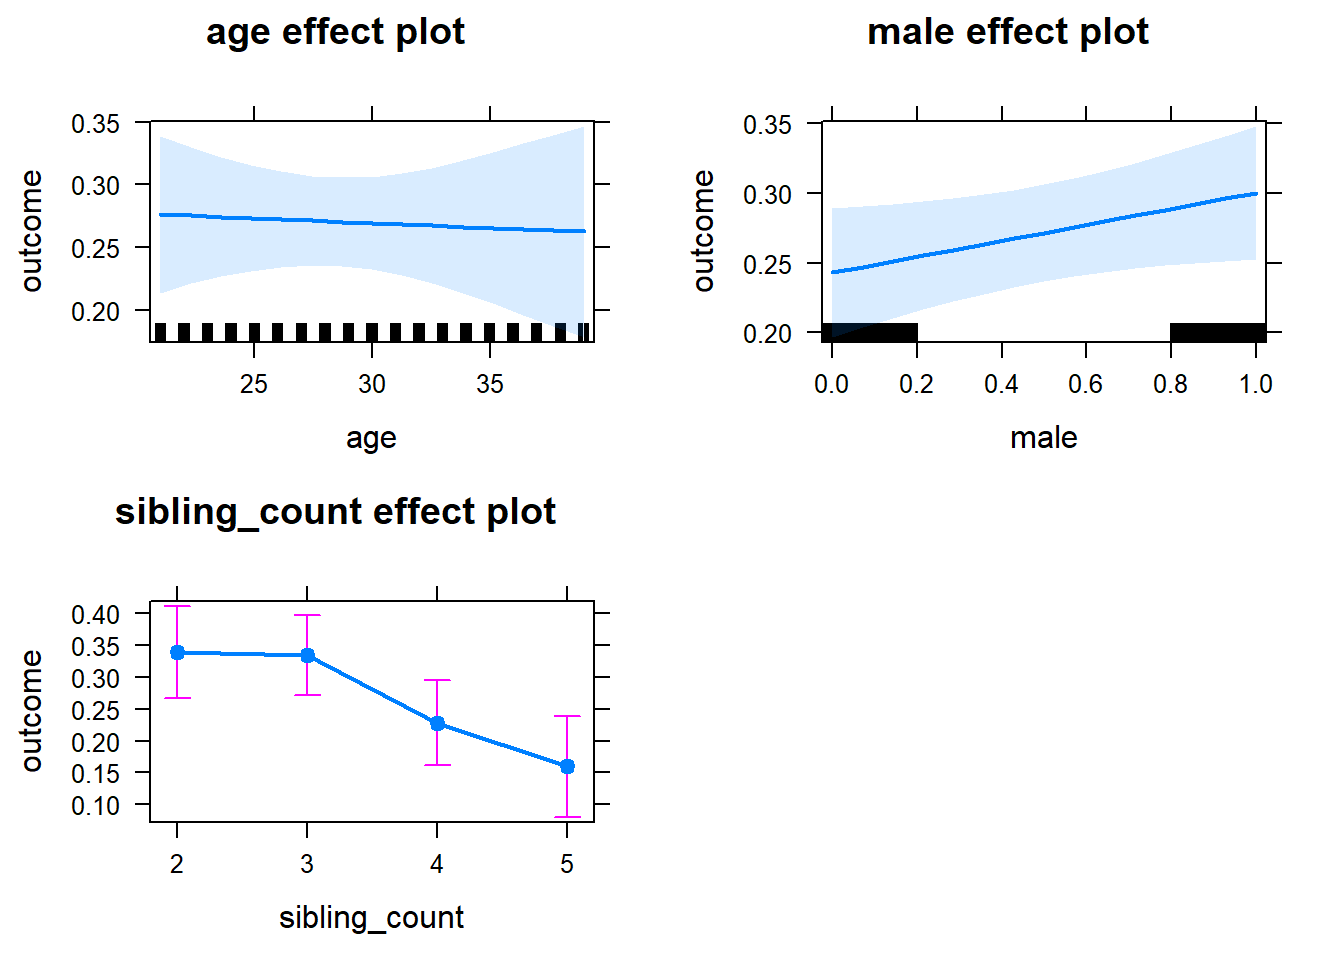 age effect plot
outcome
0.35
0.30
0.25
0.20
25 30 35
age
male effect plot
outcome
0.35
0.30
0.25
0.20
0.0 0.2 0.4 0.6 0.8 1.0
male
sibling_count effect plot
outcome
0.40
0.35
0.30
0.25
0.20
0.15
0.10
2 3 4 5
sibling_count